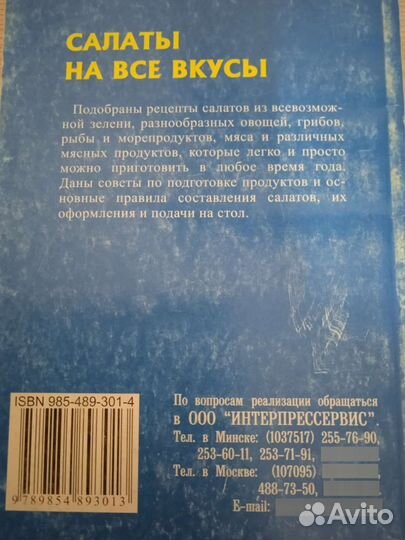 САЛАТЫ
НА ВСЕ ВКУСЫ
Подобраны рецепты салатов из всевозмож-
ной зелени, разнообразных овощей, грибов,
рыбы и морепродуктов, мяса и различных
мясных продуктов, которые легко и просто
можно приготовить в любое время года.
Даны советы по подготовке продуктов и ос-
новные правила составления салатов, их
оформления и подачи на стол.
ISBN 985-489-301-4
9789854893013
По вопросам реализации обращаться
в ООО "ИНТЕРПРЕССЕРВИС".
Тел. в Минске: (1037517) 255-76-90,
253-60-11, 253-71-91,
Тел. в Москве: (107095)
488-73-50,
E-mail:
Avito